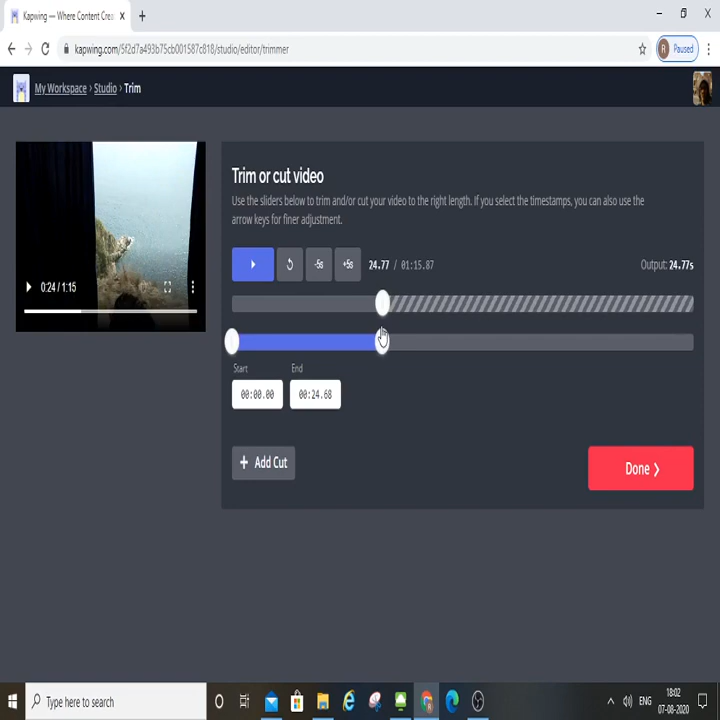 Kapwing — Where Content Crea
kapwing.com/5f2d7a493b75cb001587c818/studio/editor/trimmer
R Paused
My Workspace › Studio › Trim
Trim or cut video
Use the sliders below to trim and/or cut your video to the right length. If you select the timestamps, you can also use the
arrow keys for finer adjustment.
-5s +5s 24.77 / 01:15.87 Output: 24.77s
0:24 / 1:15
Start End
00:00.00 00:24.68
+ Add Cut
Done ›
Type here to search
ENG
18:02
07-08-2020